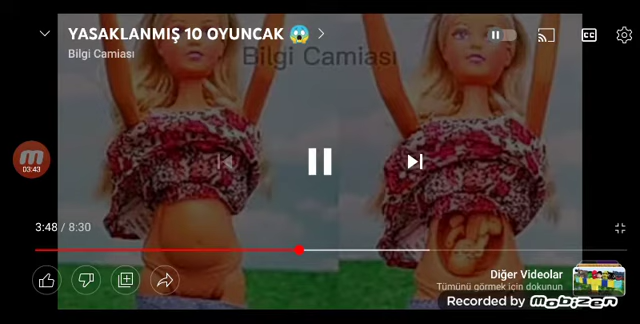 YASAKLANMIŞ 10 OYUNCAK 😱
Bilgi Camiası
Bilgi Camiası
CC
03:43
3:48 / 8:30
Diğer Videolar
Tümünü görmek için dokunun
Recorded by Mobizen